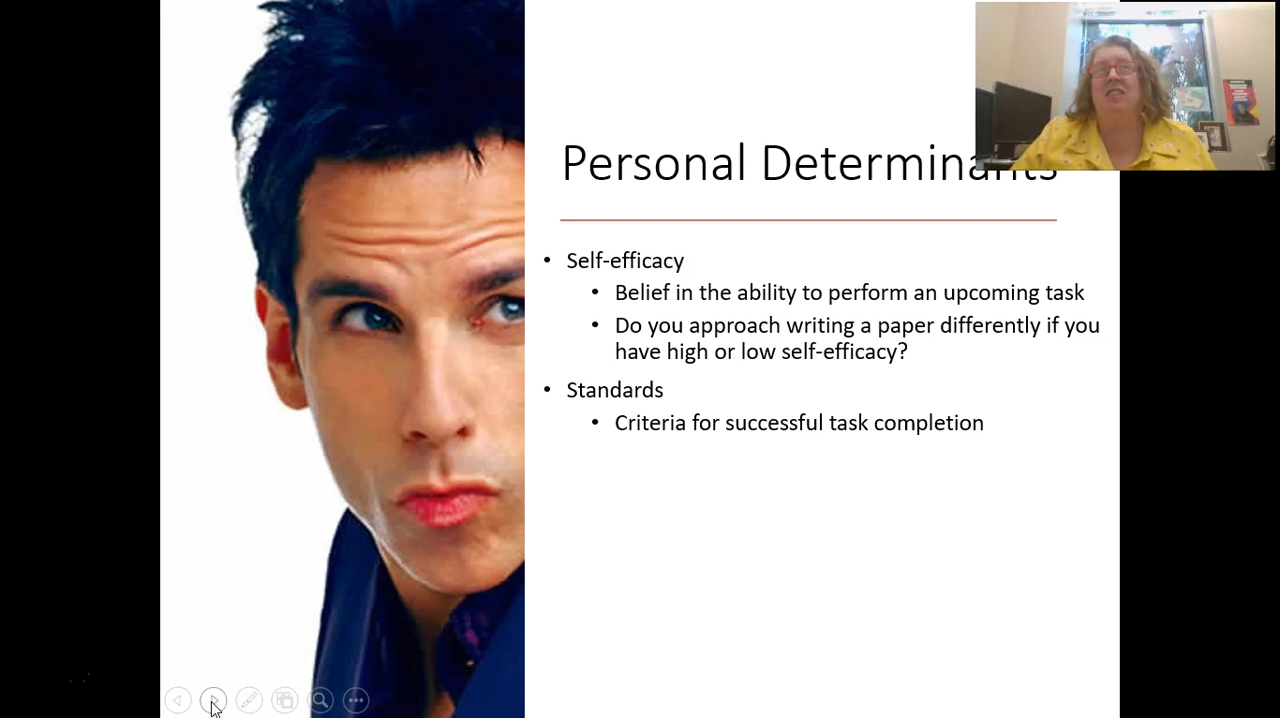 Personal Determinants
• Self-efficacy
• Belief in the ability to perform an upcoming task
• Do you approach writing a paper differently if you
have high or low self-efficacy?
• Standards
• Criteria for successful task completion